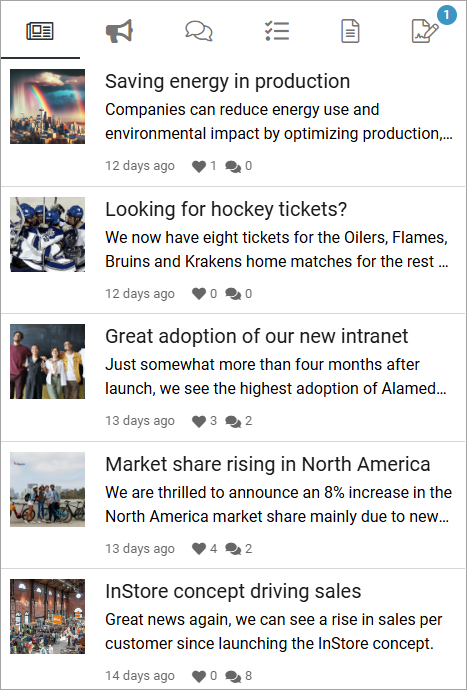 1
Saving energy in production
Companies can reduce energy use and
environmental impact by optimizing production,...
12 days ago 1 0
Looking for hockey tickets?
We now have eight tickets for the Oilers, Flames,
Bruins and Krakens home matches for the rest ...
12 days ago 0 0
Great adoption of our new intranet
Just somewhat more than four months after
launch, we see the highest adoption of Alamed...
13 days ago 3 2
Market share rising in North America
We are thrilled to announce an 8% increase in the
North America market share mainly due to new...
13 days ago 4 2
InStore concept driving sales
Great news again, we can see a rise in sales per
customer since launching the InStore concept.
14 days ago 0 8